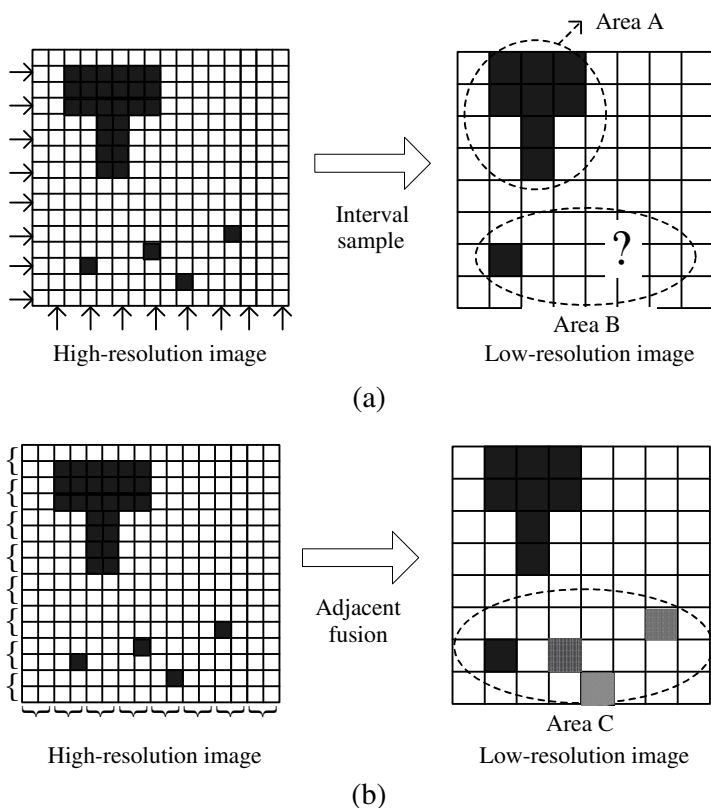 Area A
Interval
sample
?
Area B
High-resolution image
Low-resolution image
(a)
Adjacent
fusion
Area C
High-resolution image
Low-resolution image
(b)